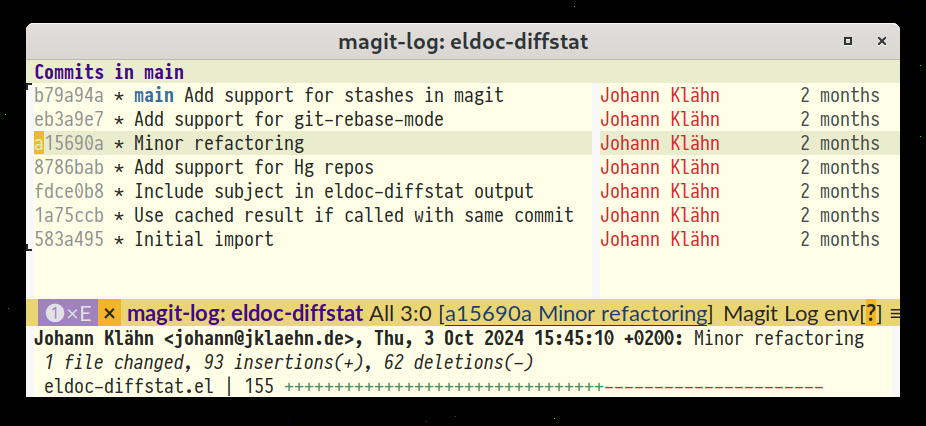 magit-log: eldoc-diffstat
Commits in main
b79a94a * main Add support for stashes in magit Johann Klähn 2 months
eb3a9e7 * Add support for git-rebase-mode Johann Klähn 2 months
a15690a * Minor refactoring Johann Klähn 2 months
8786bab * Add support for Hg repos Johann Klähn 2 months
fdce0b8 * Include subject in eldoc-diffstat output Johann Klähn 2 months
1a75ccb * Use cached result if called with same commit Johann Klähn 2 months
583a495 * Initial import Johann Klähn 2 months
❶×E × magit-log: eldoc-diffstat All 3:0 [a15690a Minor refactoring] Magit Log env[?] ≡
Johann Klähn <johann@jklaehn.de>, Thu, 3 Oct 2024 15:45:10 +0200: Minor refactoring
1 file changed, 93 insertions(+), 62 deletions(-)
eldoc-diffstat.el | 155 ++++++++++++++++++++++++++++++++----------------------